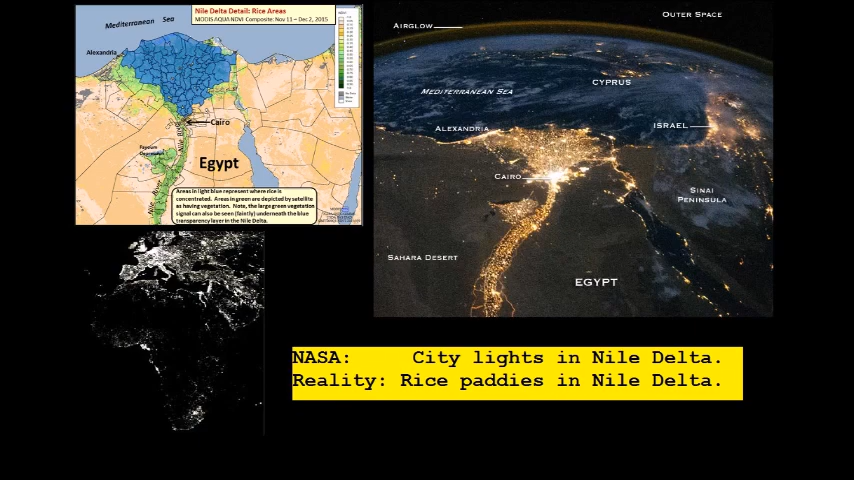 Nile Delta Detail: Rice Areas
MODIS AQUA NDVI Composite: Nov 11 – Dec 2, 2015
Mediterranean Sea
Alexandria
Cairo
Nile River
Fayoum
Depression
Egypt
Areas in light blue represent where rice is
concentrated. Areas in green are depicted by satellite
as having vegetation. Note, the large green vegetation
signal can also be seen (faintly) underneath the blue
transparency layer in the Nile Delta.
AIRGLOW
OUTER SPACE
CYPRUS
MEDITERRANEAN SEA
ALEXANDRIA
ISRAEL
CAIRO
SINAI
PENINSULA
SAHARA DESERT
EGYPT
NASA: City lights in Nile Delta.
Reality: Rice paddies in Nile Delta.